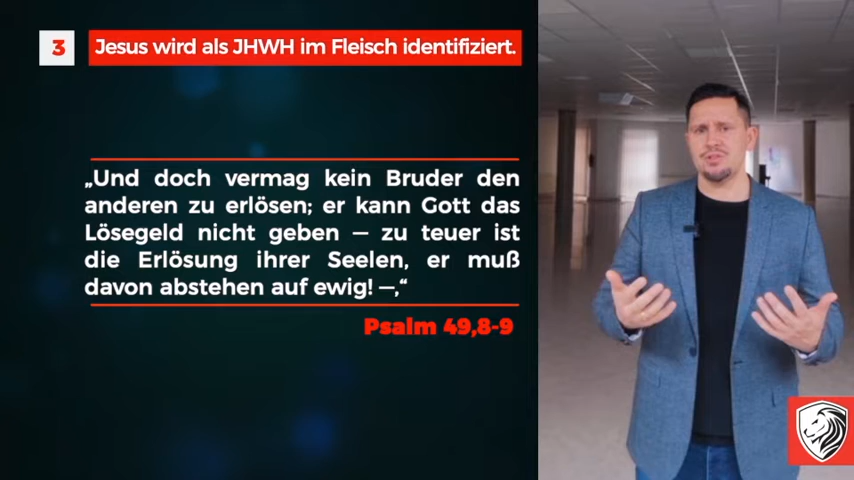 3
Jesus wird als JHWH im Fleisch identifiziert.
„Und doch vermag kein Bruder den
anderen zu erlösen; er kann Gott das
Lösegeld nicht geben – zu teuer ist
die Erlösung ihrer Seelen, er muß
davon abstehen auf ewig! –,“
Psalm 49,8-9